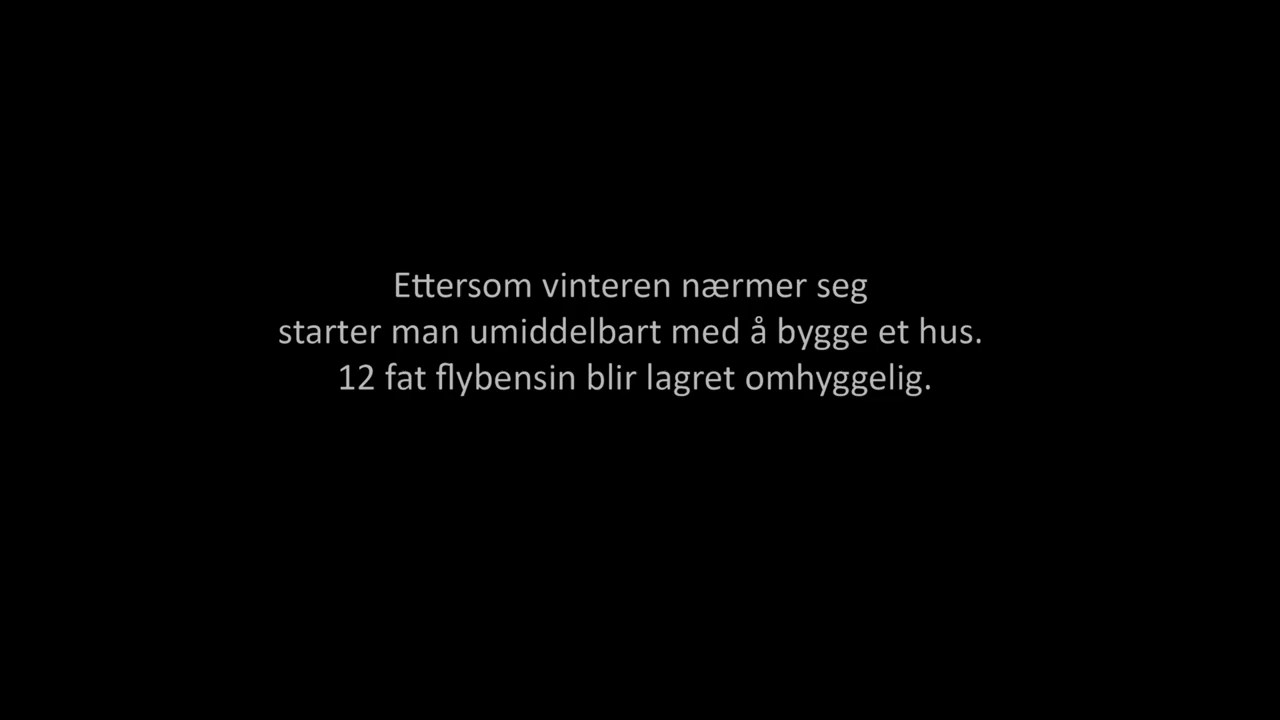 Ettersom vinteren nærmer seg
starter man umiddelbart med å bygge et hus.
12 fat flybensin blir lagret omhyggelig.